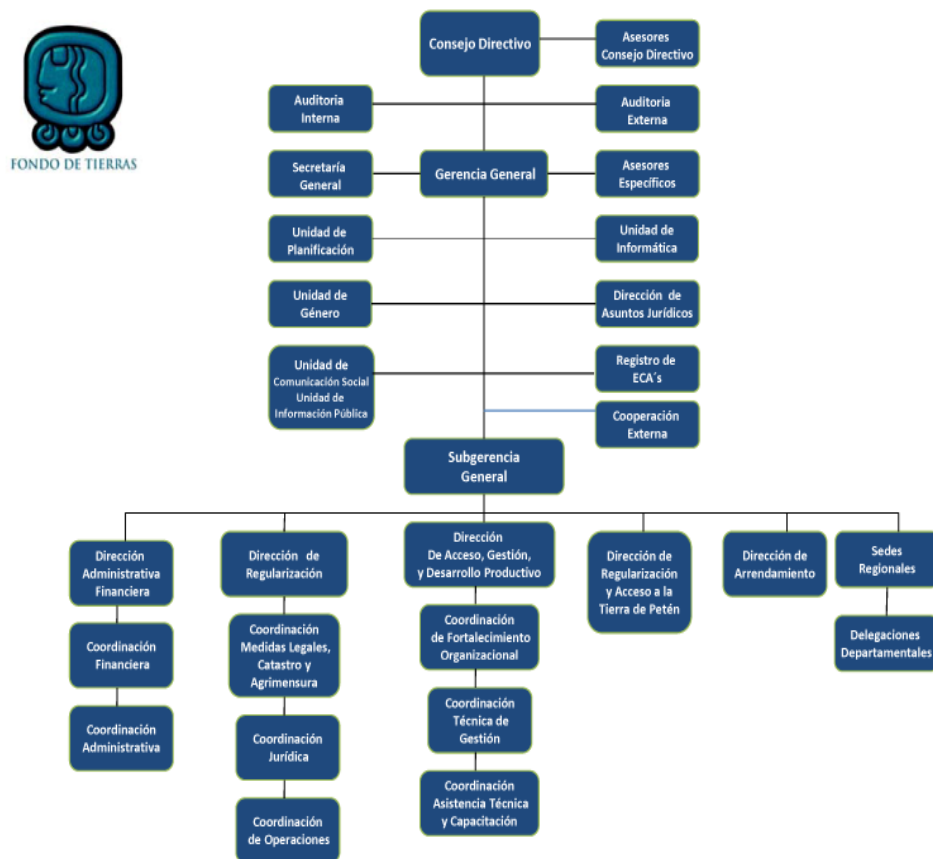 FONDO DE TIERRAS
Consejo Directivo
Asesores
Consejo Directivo
Auditoria
Interna
Auditoria
Externa
Secretaría
General
Gerencia General
Asesores
Específicos
Unidad de
Planificación
Unidad de
Informática
Unidad de
Género
Dirección de
Asuntos Jurídicos
Unidad de
Comunicación Social
Unidad de
Información Pública
Registro de
ECA´s
Cooperación
Externa
Subgerencia
General
Dirección
Administrativa
Financiera
Coordinación
Financiera
Coordinación
Administrativa
Dirección de
Regularización
Coordinación
Medidas Legales,
Catastro y
Agrimensura
Coordinación
Jurídica
Coordinación
de Operaciones
Dirección
De Acceso, Gestión,
y Desarrollo Productivo
Coordinación
de Fortalecimiento
Organizacional
Coordinación
Técnica de
Gestión
Coordinación
Asistencia Técnica
y Capacitación
Dirección de
Regularización
y Acceso a la
Tierra de Petén
Dirección de
Arrendamiento
Sedes
Regionales
Delegaciones
Departamentales